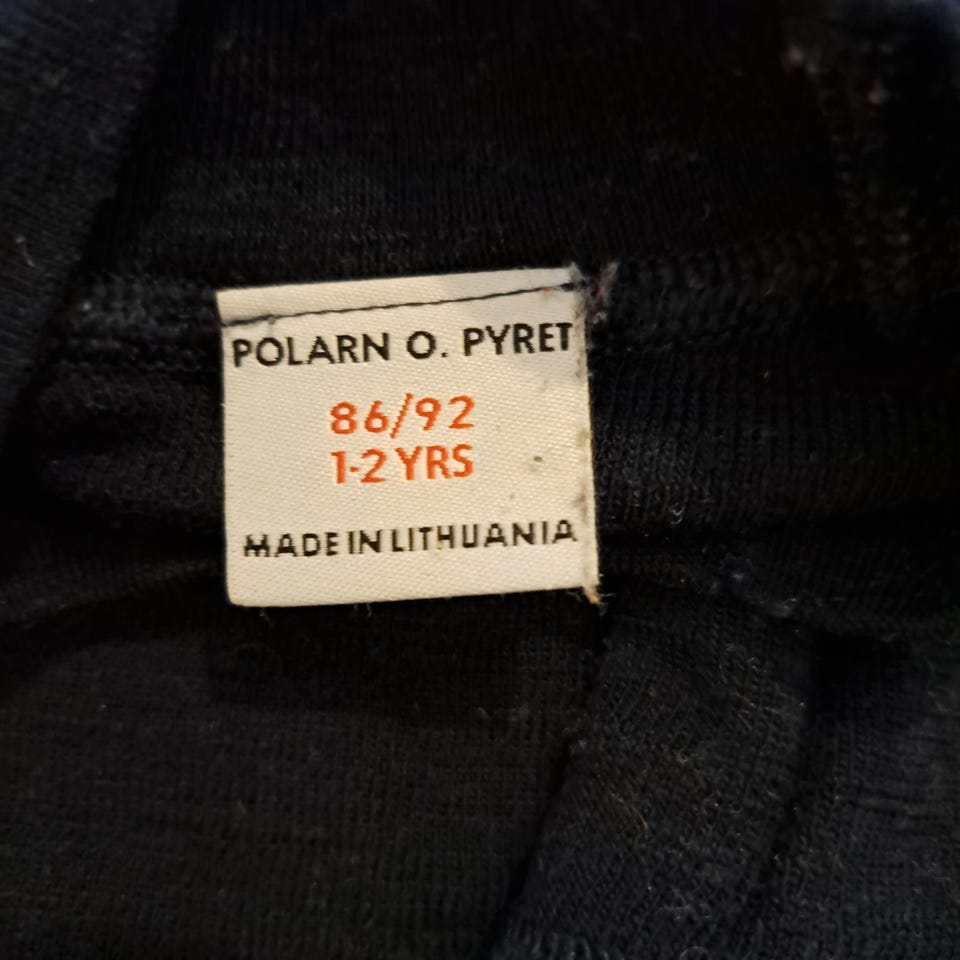 POLARN O. PYRET
86/92
1-2 YRS
MADE IN LITHUANIA